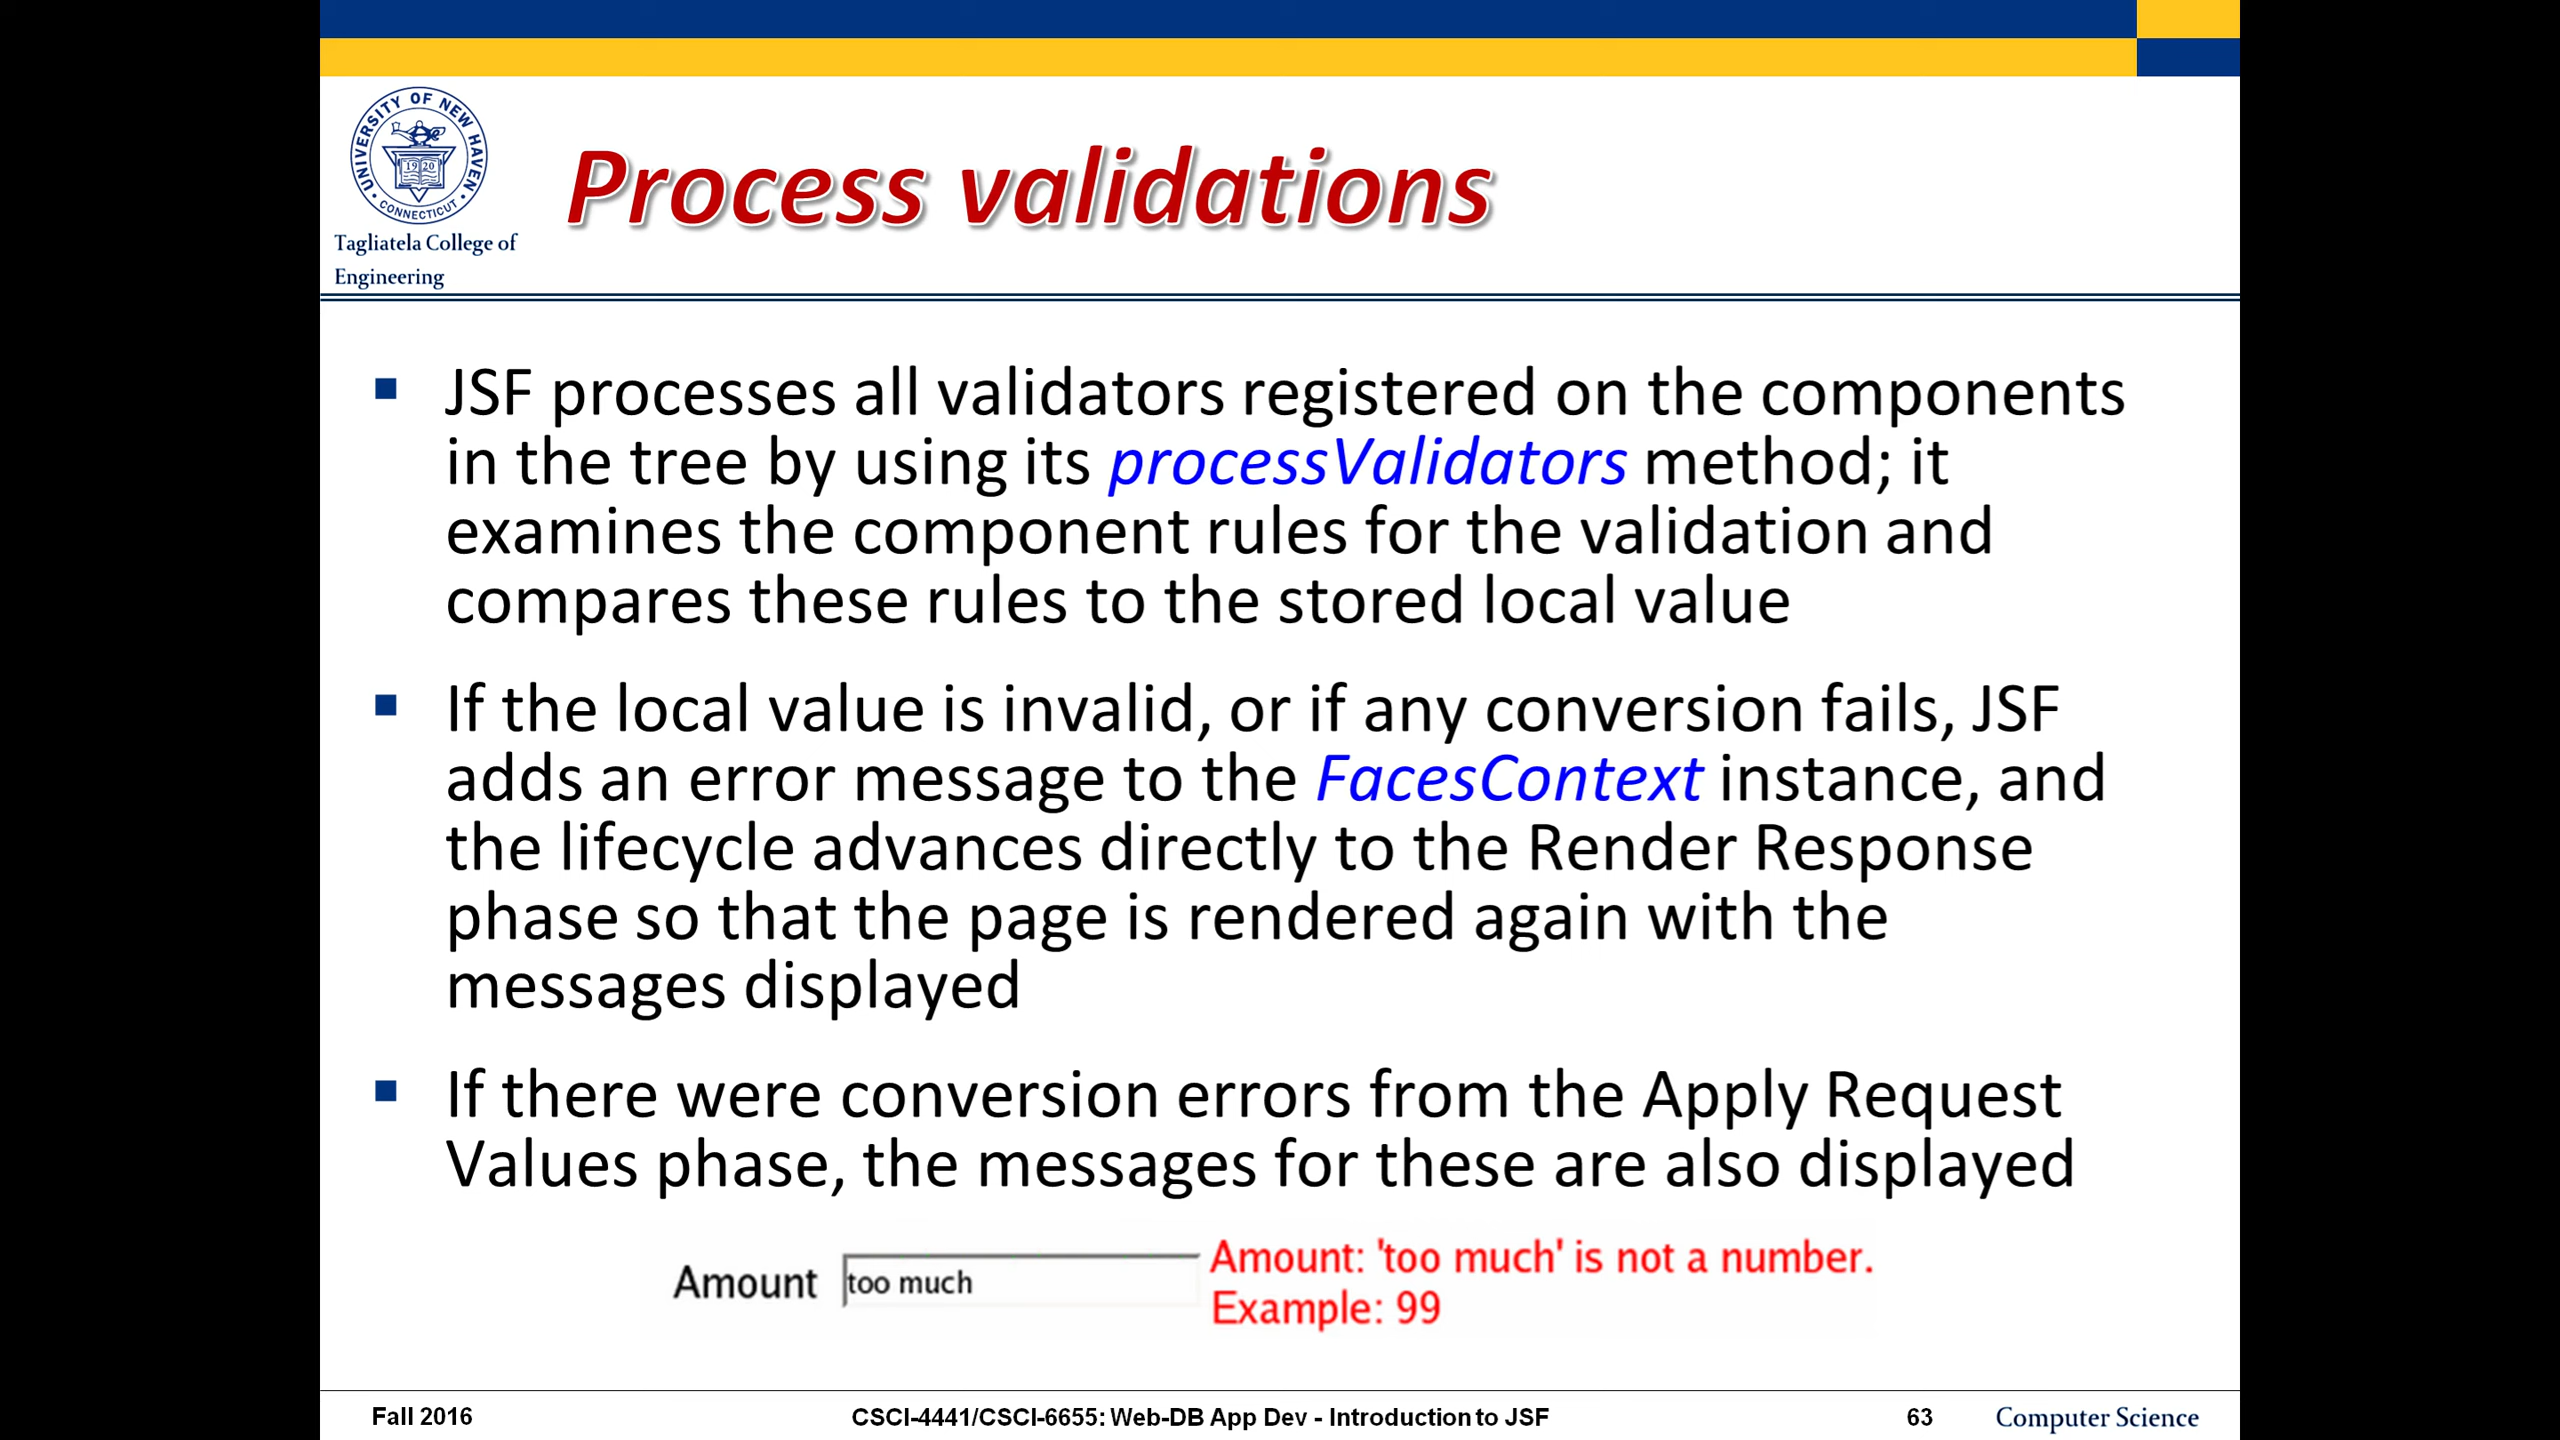 UNIVERSITY OF NEW HAVEN
1920
CONNECTICUT
Tagliatela College of
Engineering
Process validations
JSF processes all validators registered on the components
in the tree by using its processValidators method; it
examines the component rules for the validation and
compares these rules to the stored local value
If the local value is invalid, or if any conversion fails, JSF
adds an error message to the FacesContext instance, and
the lifecycle advances directly to the Render Response
phase so that the page is rendered again with the
messages displayed
If there were conversion errors from the Apply Request
Values phase, the messages for these are also displayed
Amount too much Amount: 'too much' is not a number.
Example: 99
Fall 2016 CSCI-4441/CSCI-6655: Web-DB App Dev - Introduction to JSF 63 Computer Science